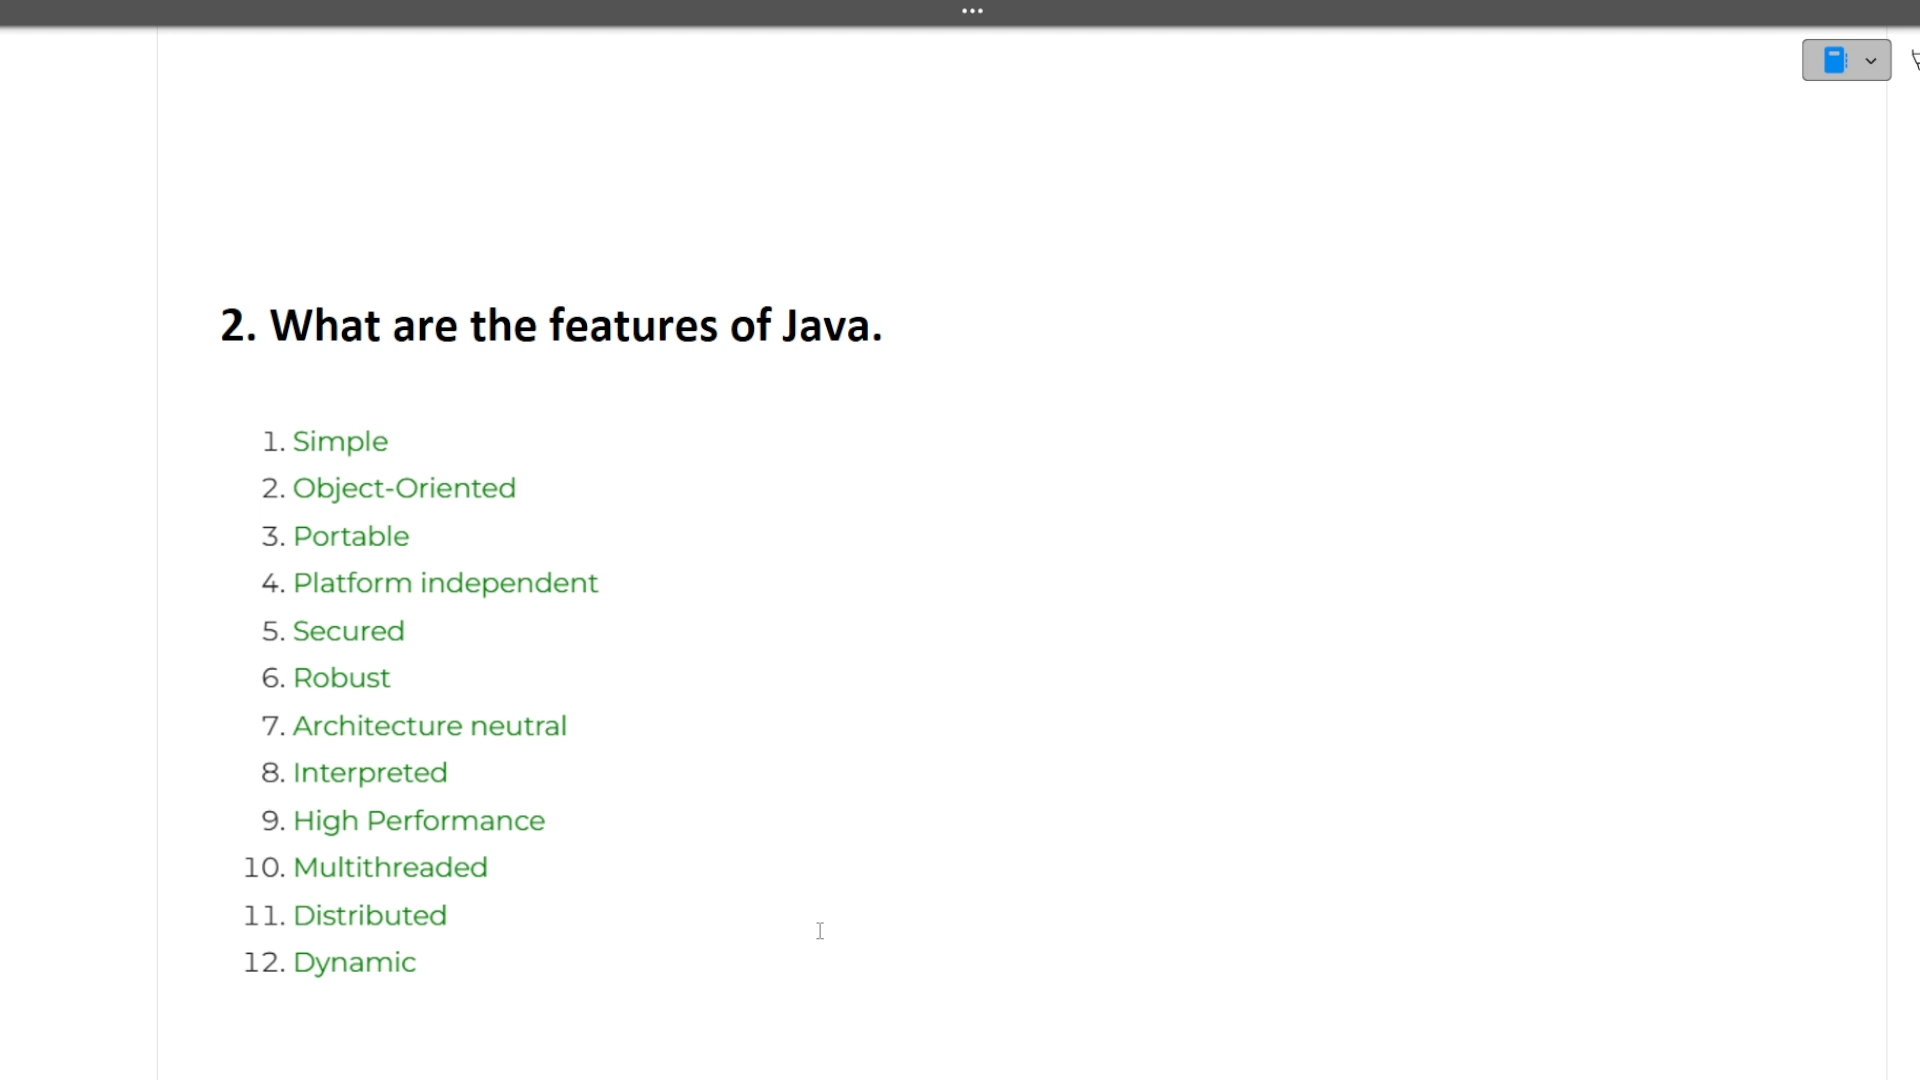 2. What are the features of Java.
1. Simple
2. Object-Oriented
3. Portable
4. Platform independent
5. Secured
6. Robust
7. Architecture neutral
8. Interpreted
9. High Performance
10. Multithreaded
11. Distributed
12. Dynamic